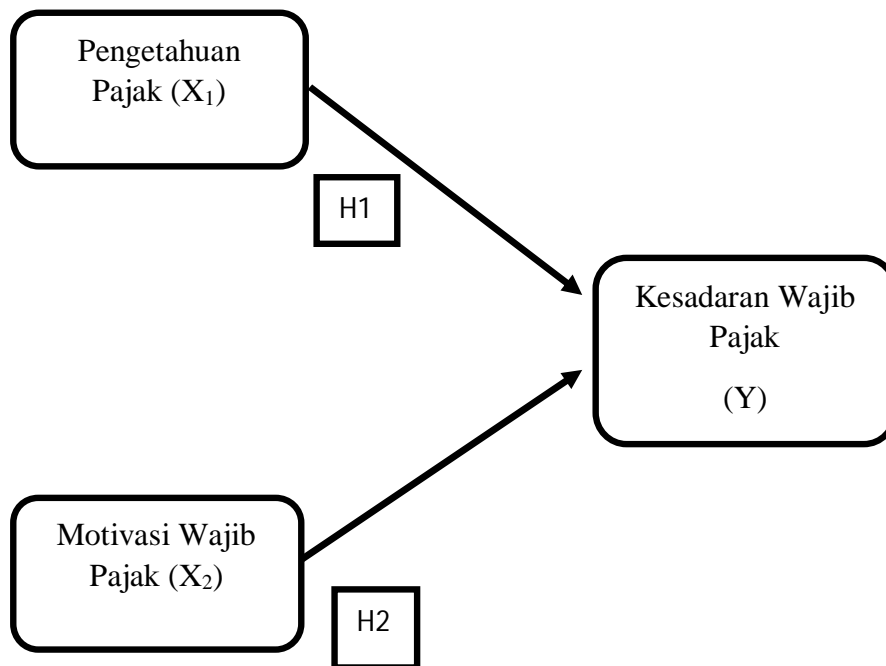 Pengetahuan
Pajak (X₁)
H1
Kesadaran Wajib
Pajak
(Y)
Motivasi Wajib
Pajak (X₂)
H2